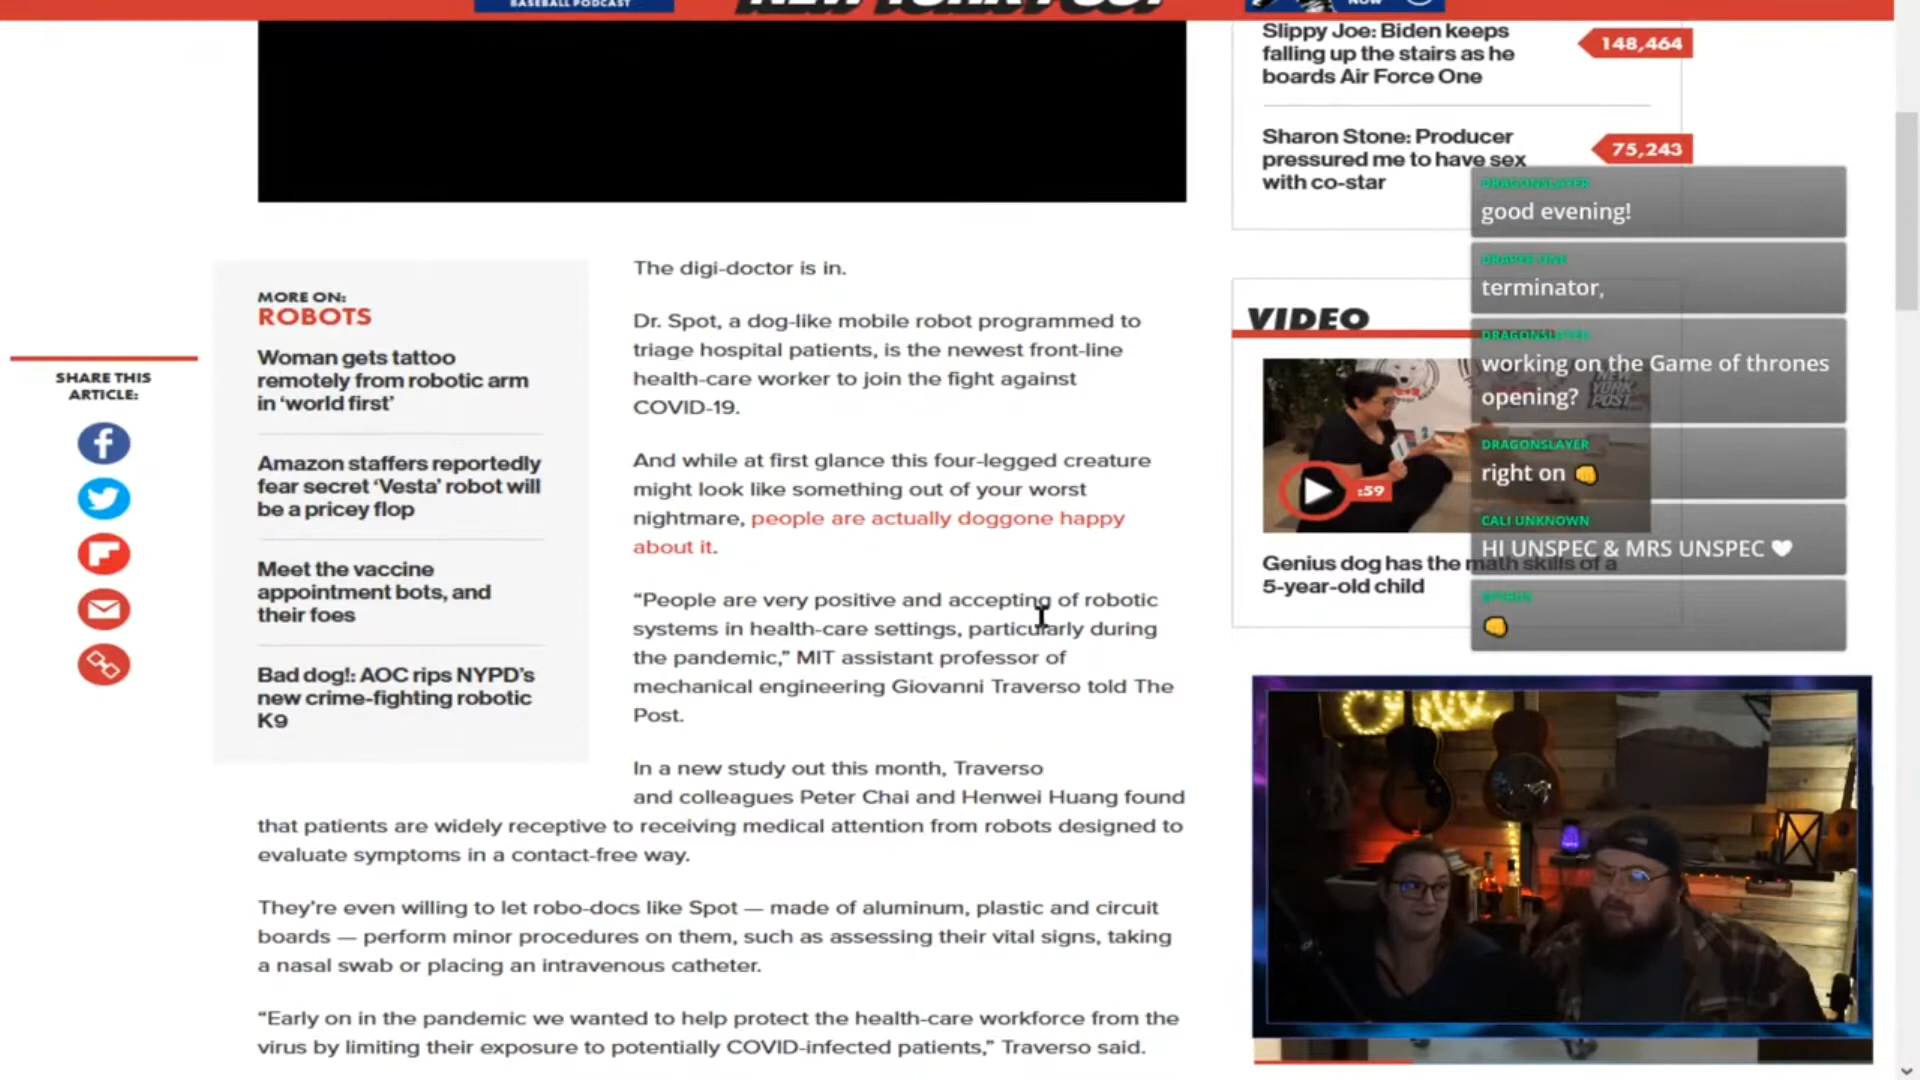 BASEBALL PODCAST
NEW YORK POST
NOW
Slippy Joe: Biden keeps
falling up the stairs as he
boards Air Force One
148,464
Sharon Stone: Producer
pressured me to have sex
with co-star
75,243
DRAGONSLAYER
good evening!
terminator,
DRAGONSLAYER
working on the Game of thrones
opening?
DRAGONSLAYER
right on 👊
CALI UNKNOWN
HI UNSPEC & MRS UNSPEC 🤍
👊
VIDEO
NEW
YORK
POST
:59
Genius dog has the math skills of a
5-year-old child
SHARE THIS
ARTICLE:
MORE ON:
ROBOTS
Woman gets tattoo
remotely from robotic arm
in ‘world first’
Amazon staffers reportedly
fear secret ‘Vesta’ robot will
be a pricey flop
Meet the vaccine
appointment bots, and
their foes
Bad dog!: AOC rips NYPD’s
new crime-fighting robotic
K9
The digi-doctor is in.
Dr. Spot, a dog-like mobile robot programmed to
triage hospital patients, is the newest front-line
health-care worker to join the fight against
COVID-19.
And while at first glance this four-legged creature
might look like something out of your worst
nightmare, people are actually doggone happy
about it.
“People are very positive and accepting of robotic
systems in health-care settings, particularly during
the pandemic,” MIT assistant professor of
mechanical engineering Giovanni Traverso told The
Post.
In a new study out this month, Traverso
and colleagues Peter Chai and Henwei Huang found
that patients are widely receptive to receiving medical attention from robots designed to
evaluate symptoms in a contact-free way.
They’re even willing to let robo-docs like Spot — made of aluminum, plastic and circuit
boards — perform minor procedures on them, such as assessing their vital signs, taking
a nasal swab or placing an intravenous catheter.
“Early on in the pandemic we wanted to help protect the health-care workforce from the
virus by limiting their exposure to potentially COVID-infected patients,” Traverso said.